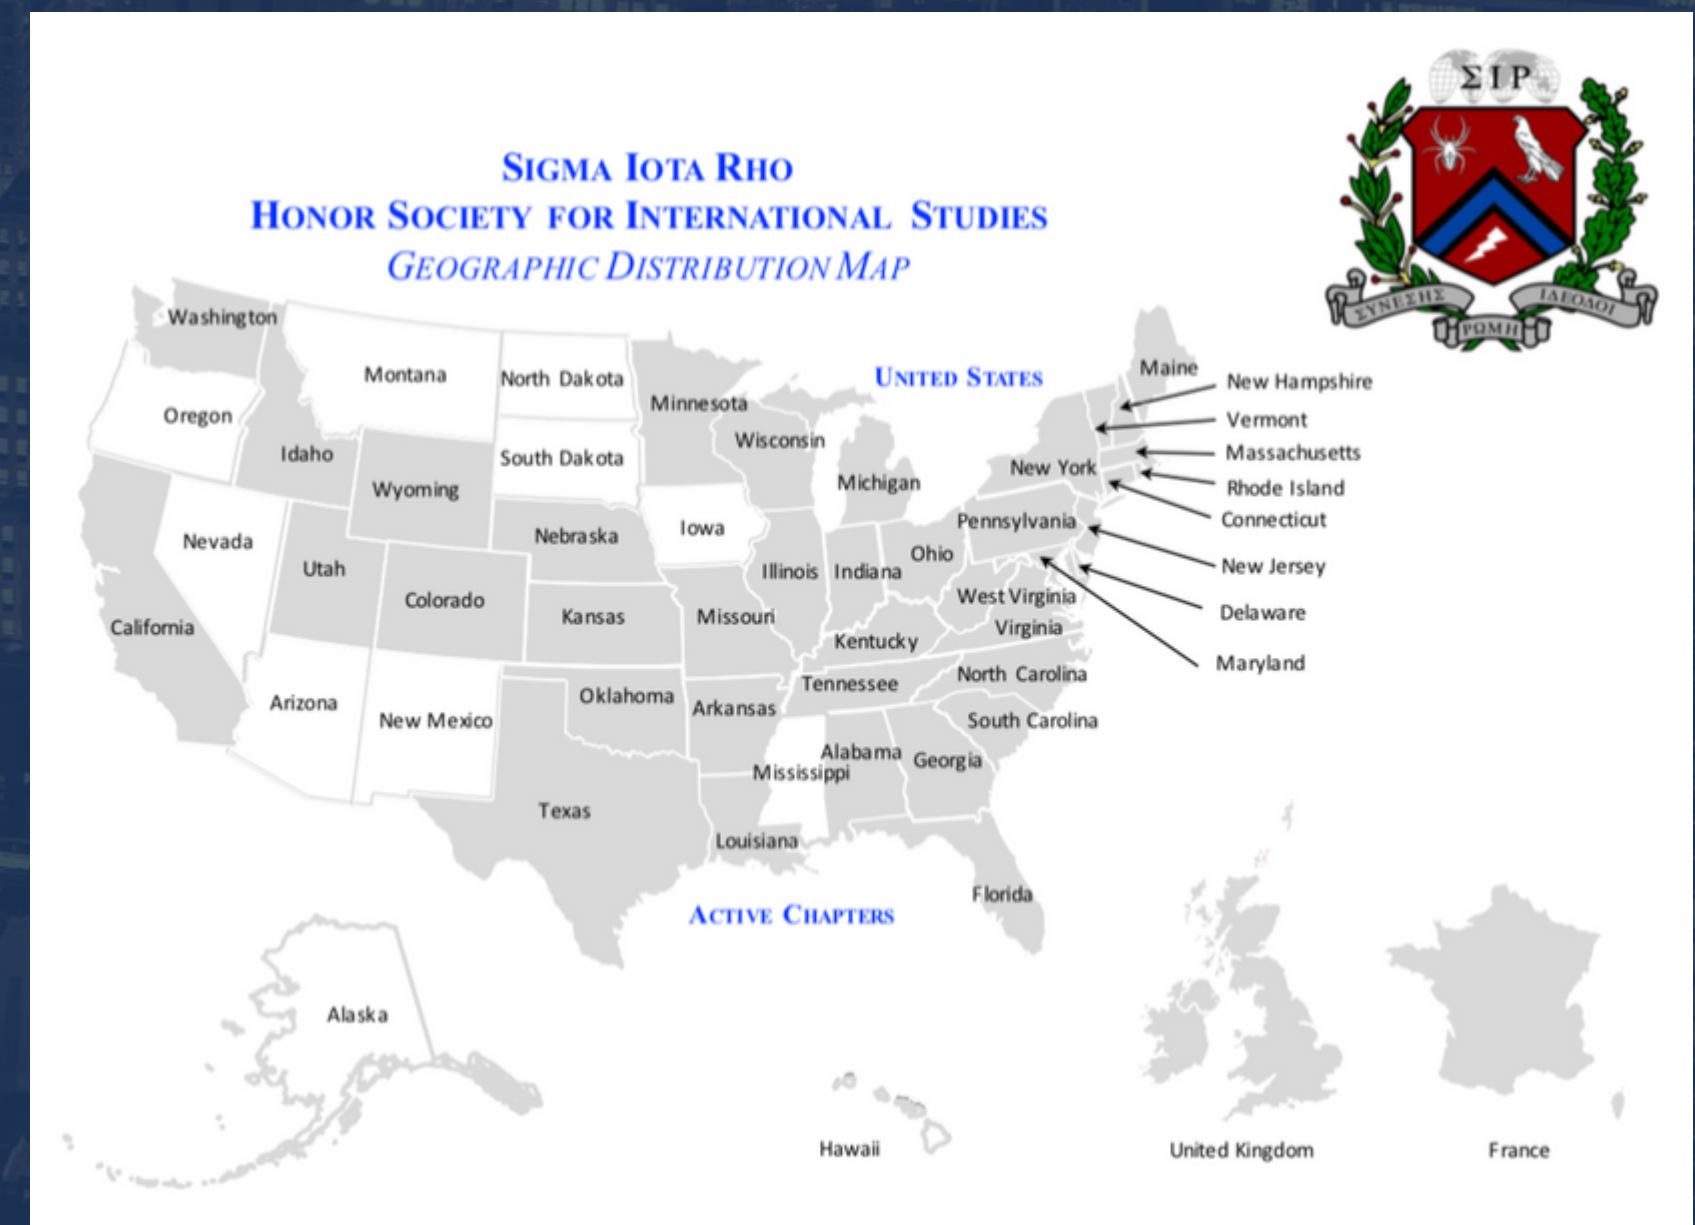 ΣΙΡ
SIGMA IOTA RHO
HONOR SOCIETY FOR INTERNATIONAL STUDIES
GEOGRAPHIC DISTRIBUTION MAP
ΣΥΝΕΣΗΣ
ΡΩΜΗ
ΙΔΕΟΔΟΙ
UNITED STATES
Washington
Montana
North Dakota
Minnesota
Maine
New Hampshire
Oregon
Vermont
Idaho
South Dakota
Wisconsin
Massachusetts
Wyoming
Michigan
New York
Rhode Island
Connecticut
Nevada
Nebraska
Iowa
Pennsylvania
Utah
Illinois
Indiana
Ohio
New Jersey
Colorado
West Virginia
Delaware
California
Kansas
Missouri
Kentucky
Virginia
Maryland
Arizona
New Mexico
Oklahoma
Arkansas
Tennessee
North Carolina
South Carolina
Texas
Mississippi
Alabama
Georgia
Louisiana
Florida
ACTIVE CHAPTERS
Alaska
Hawaii
United Kingdom
France